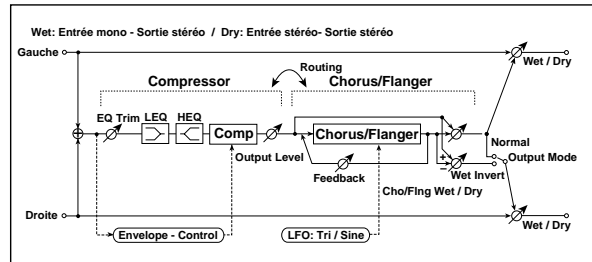 Wet: Entrée mono - Sortie stéréo / Dry: Entrée stéréo- Sortie stéréo
Gauche
Wet / Dry
Routing
Compressor
Chorus/Flanger
EQ Trim
LEQ
HEQ
Comp
Output Level
Chorus/Flanger
Feedback
Cho/Flng Wet / Dry
+
−
Wet Invert
Normal
Output Mode
Droite
Wet / Dry
Envelope - Control
LFO: Tri / Sine